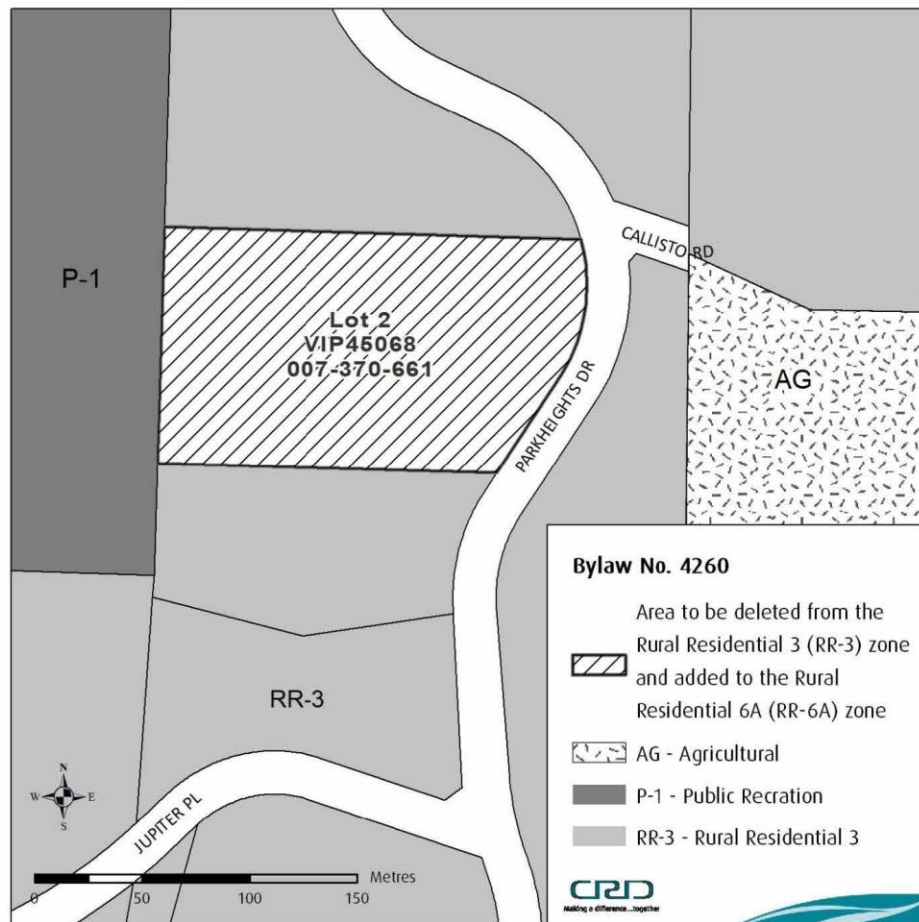 CALLISTO RD
P-1
Lot 2
VIP45068
007-370-661
AG
PARKHEIGHTS DR
Bylaw No. 4260
Area to be deleted from the
Rural Residential 3 (RR-3) zone
and added to the Rural
Residential 6A (RR-6A) zone
AG - Agricultural
P-1 - Public Recration
RR-3 - Rural Residential 3
RR-3
N
W E
S
JUPITER PL
Metres
0 50 100 150
CRD
Making a difference...together